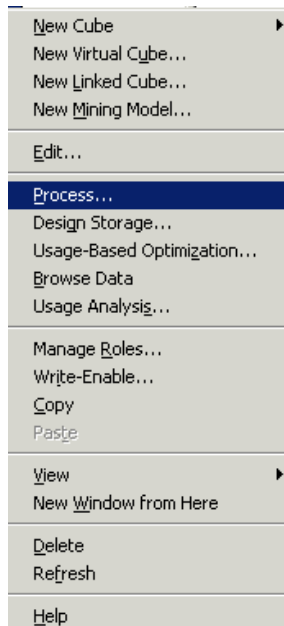 New Cube
New Virtual Cube...
New Linked Cube...
New Mining Model...
Edit...
Process...
Design Storage...
Usage-Based Optimization...
Browse Data
Usage Analysis...
Manage Roles...
Write-Enable...
Copy
Paste
View
New Window from Here
Delete
Refresh
Help